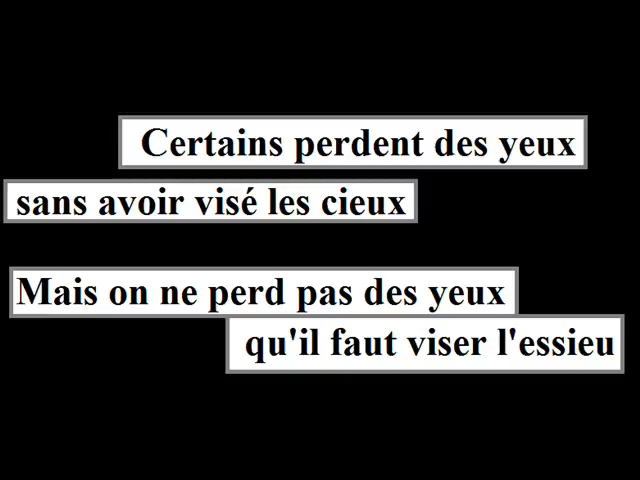 Certains perdent des yeux
sans avoir visé les cieux
Mais on ne perd pas des yeux
qu'il faut viser l'essieu